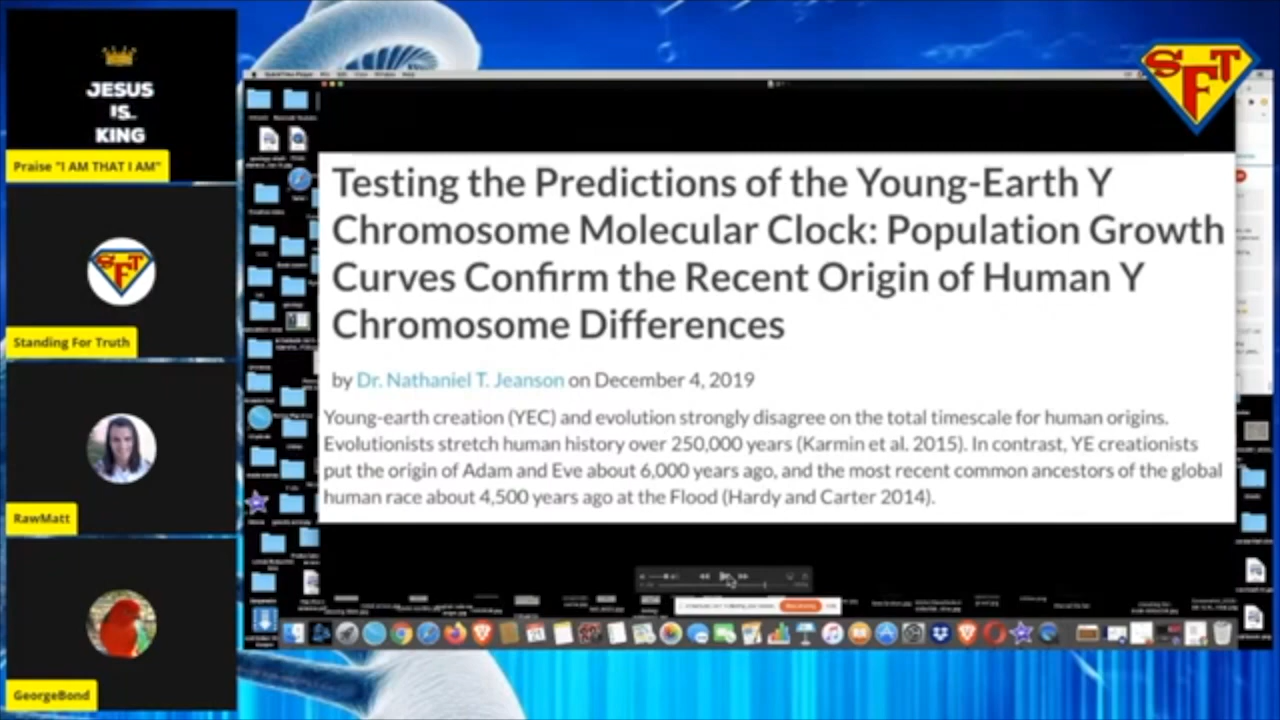 JESUS
IS..
KING
Praise "I AM THAT I AM"
Standing For Truth
RawMatt
GeorgeBond
SFT
SFT
Testing the Predictions of the Young-Earth Y
Chromosome Molecular Clock: Population Growth
Curves Confirm the Recent Origin of Human Y
Chromosome Differences
by Dr. Nathaniel T. Jeanson on December 4, 2019
Young-earth creation (YEC) and evolution strongly disagree on the total timescale for human origins.
Evolutionists stretch human history over 250,000 years (Karmin et al. 2015). In contrast, YE creationists
put the origin of Adam and Eve about 6,000 years ago, and the most recent common ancestors of the global
human race about 4,500 years ago at the Flood (Hardy and Carter 2014).